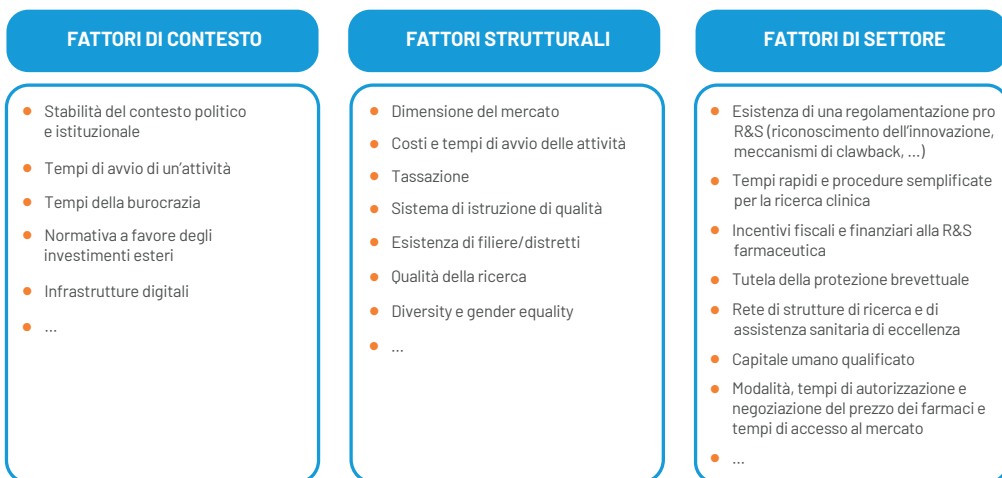 FATTORI DI CONTESTO
• Stabilità del contesto politico
e istituzionale
• Tempi di avvio di un'attività
• Tempi della burocrazia
• Normativa a favore degli
investimenti esteri
• Infrastrutture digitali
• ...
FATTORI STRUTTURALI
• Dimensione del mercato
• Costi e tempi di avvio delle attività
• Tassazione
• Sistema di istruzione di qualità
• Esistenza di filiere/distretti
• Qualità della ricerca
• Diversity e gender equality
• ...
FATTORI DI SETTORE
• Esistenza di una regolamentazione pro
R&S (riconoscimento dell'innovazione,
meccanismi di clawback, ...)
• Tempi rapidi e procedure semplificate
per la ricerca clinica
• Incentivi fiscali e finanziari alla R&S
farmaceutica
• Tutela della protezione brevettuale
• Rete di strutture di ricerca e di
assistenza sanitaria di eccellenza
• Capitale umano qualificato
• Modalità, tempi di autorizzazione e
negoziazione del prezzo dei farmaci e
tempi di accesso al mercato
• ...